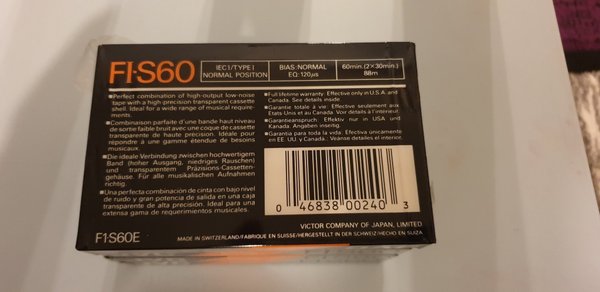 FI·S60
IEC I/TYPE I
NORMAL POSITION
BIAS:NORMAL
EQ:120µs
60min.(2×30min.)
88m
■Perfect combination of high-output low-noise
tape with a high-precision transparent cassette
shell. Ideal for a wide range of musical require-
ments.
■Combinaison parfaite d'une bande haut niveau
de sortie faible bruit avec une coque de cassette
transparente de haute précision. Idéale pour
répondre à une gamme étendue de besoins
musicaux.
■Die ideale Verbindung zwischen hochwertigem
Band (hoher Ausgang, niedriges Rauschen)
und transparentem Präzisions-Cassetten-
gehäuse. Für alle musikalischen Aufnahmen
richtig.
■Una perfecta combinación de cinta con bajo nivel
de ruido y gran potencia de salida en una caja
transparente de alta precisión. Ideal para una
extensa gama de requerimientos musicales.
■Full lifetime warranty. Effective only in U.S.A. and
Canada. See details inside.
■Garantie totale à vie. Effective seulement aux
Etats Unis et au Canada. Voir détails à l'interieur.
■Garantieanspruch. Effektiv nur in USA und
Kanada. Angaben inseitig.
■Garantia para toda la vida. Efectiva únicamente
en EE. UU. y Canada. Véanse detalles el interior.
0 46838 00240 3
VICTOR COMPANY OF JAPAN, LIMITED
F1-S60E
MADE IN SWITZERLAND/FABRIQUE EN SUISSE/HERGESTELLT IN DER SCHWEIZ/HECHO EN SUIZA